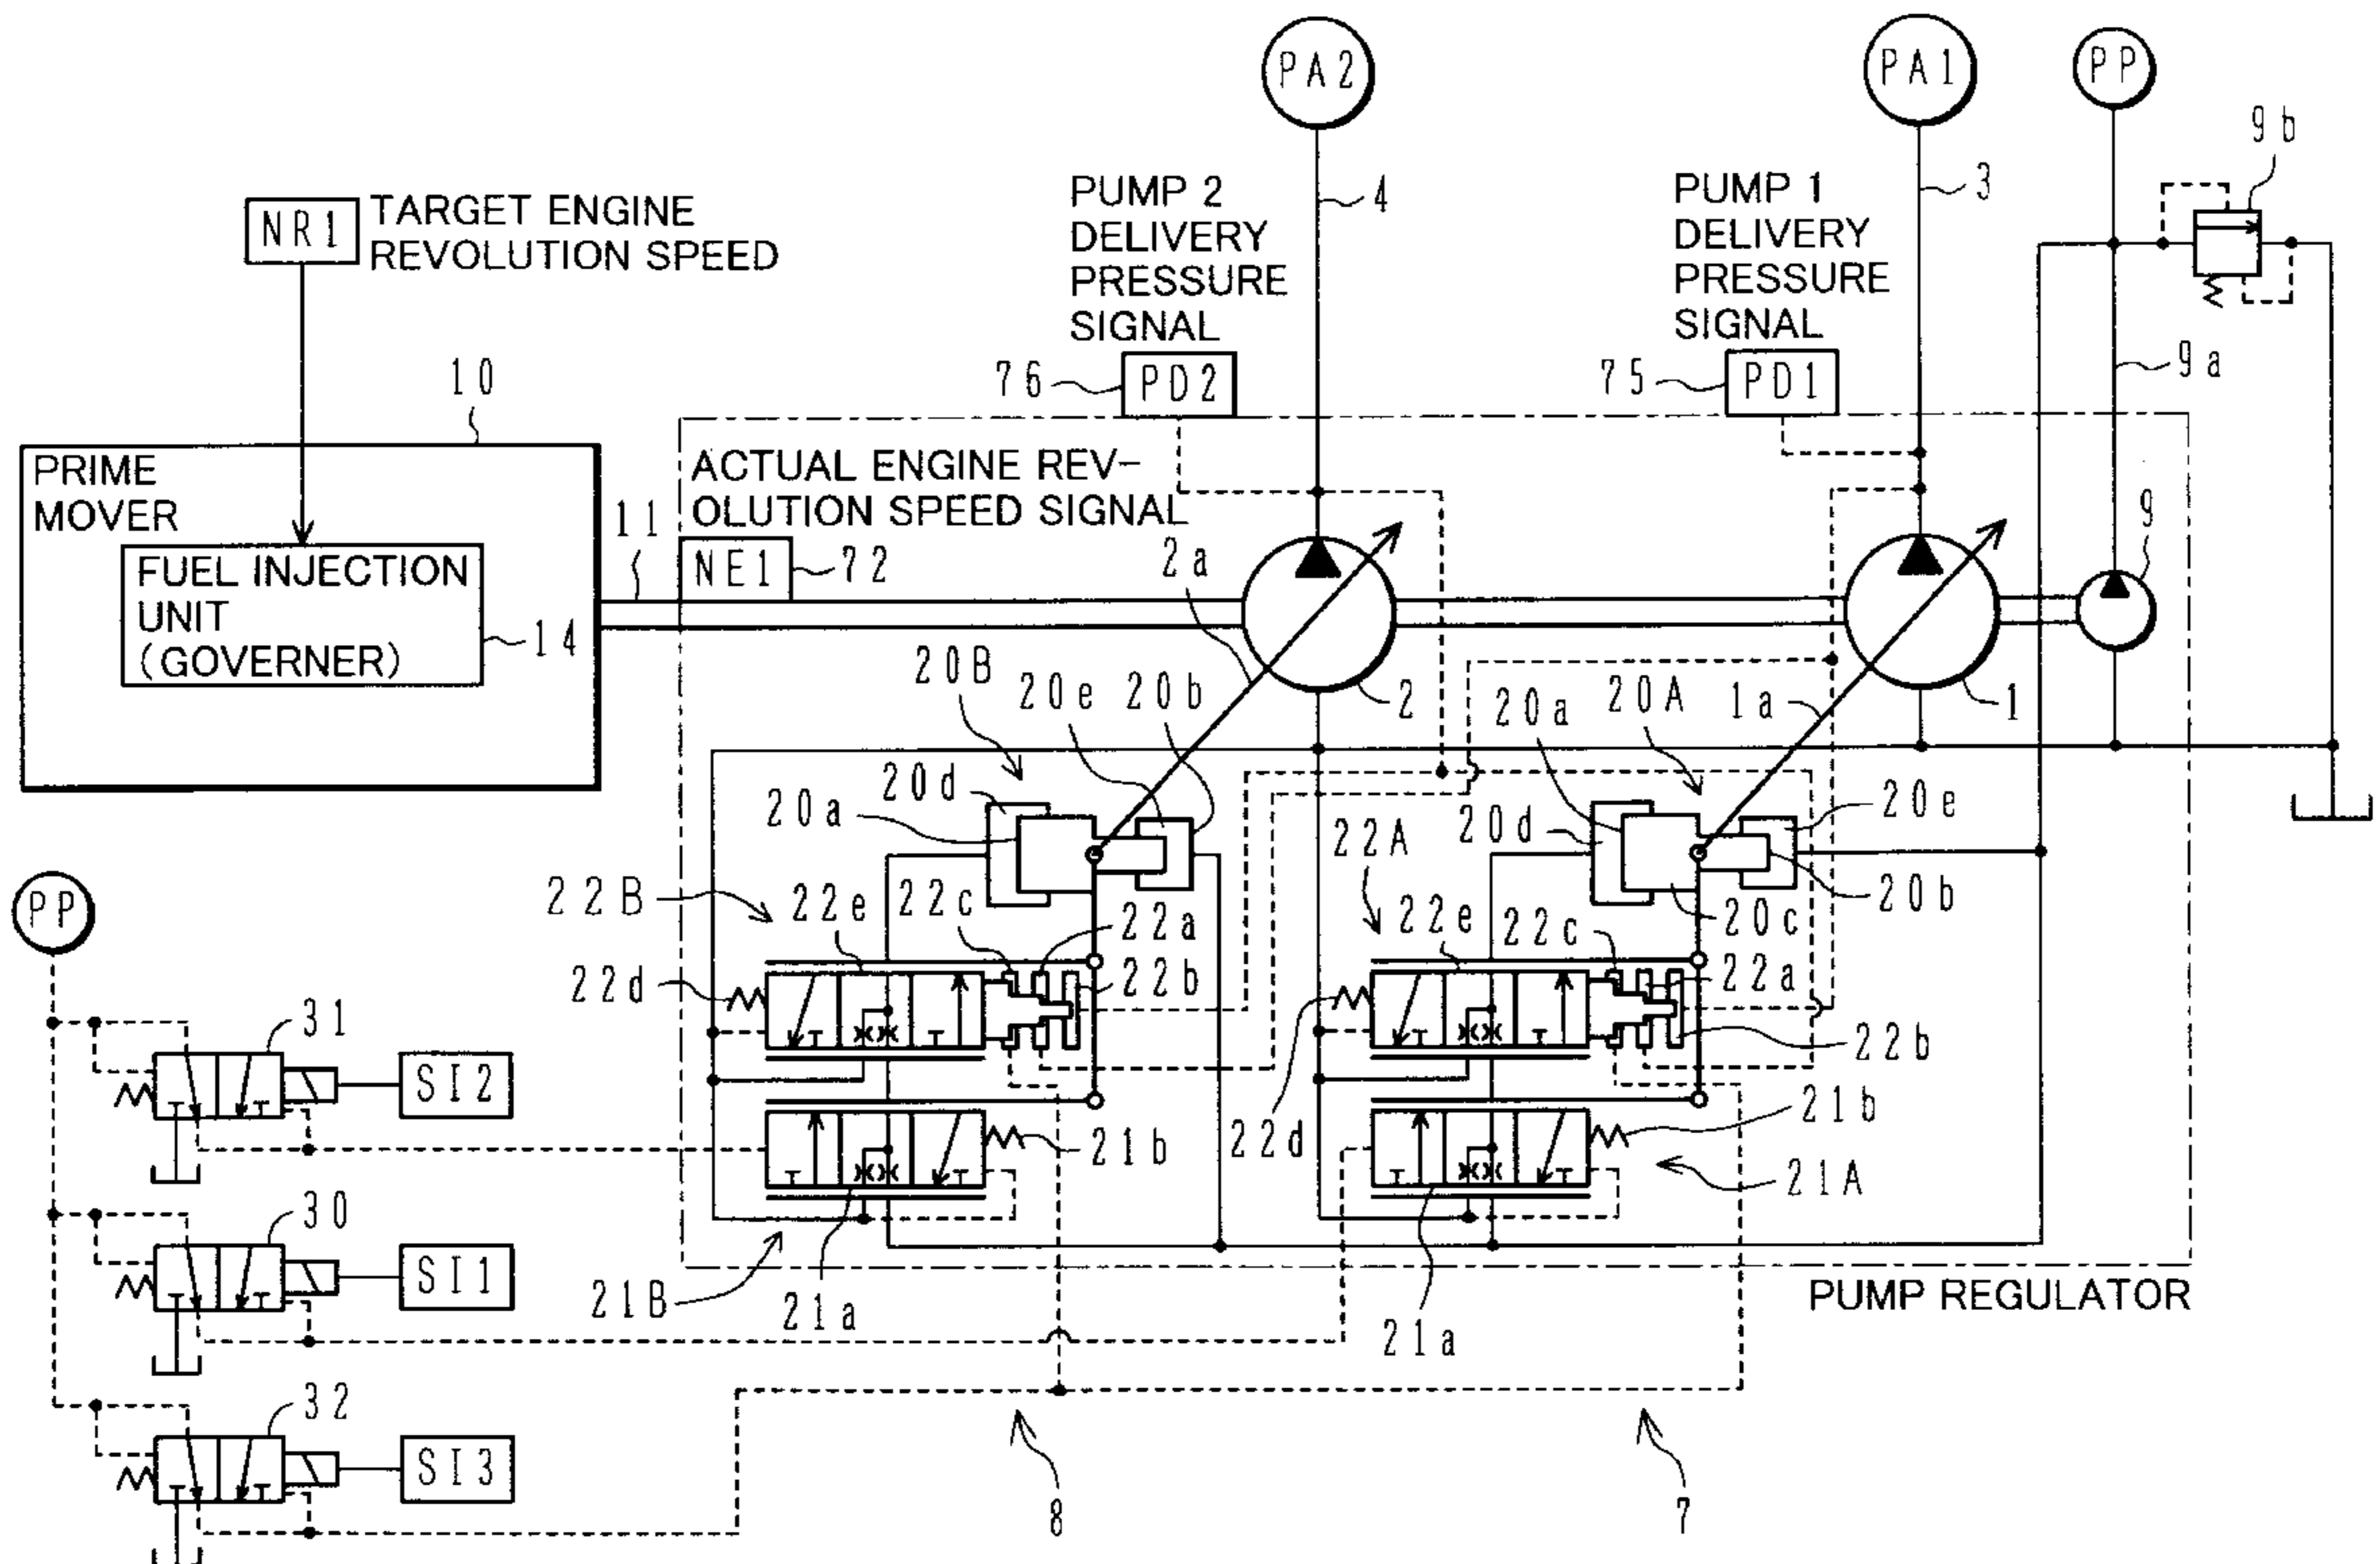 PA2
PA1
PP
9b
NR1
TARGET ENGINE
REVOLUTION SPEED
PUMP 2
DELIVERY
PRESSURE
SIGNAL
4
PUMP 1
DELIVERY
PRESSURE
SIGNAL
3
76
PD2
75
PD1
9a
10
PRIME
MOVER
FUEL INJECTION
UNIT
(GOVERNER)
14
11
ACTUAL ENGINE REV-
OLUTION SPEED SIGNAL
NE1
72
2a
9
20B
20e
20b
2
20a
20A
1a
1
20d
20a
20d
22A
20e
20b
20c
PP
22B
22e
22c
22a
22b
22d
22e
22c
22a
22b
22d
31
SI2
21b
21b
21A
30
SI1
21B
21a
21a
PUMP REGULATOR
32
SI3
8
7